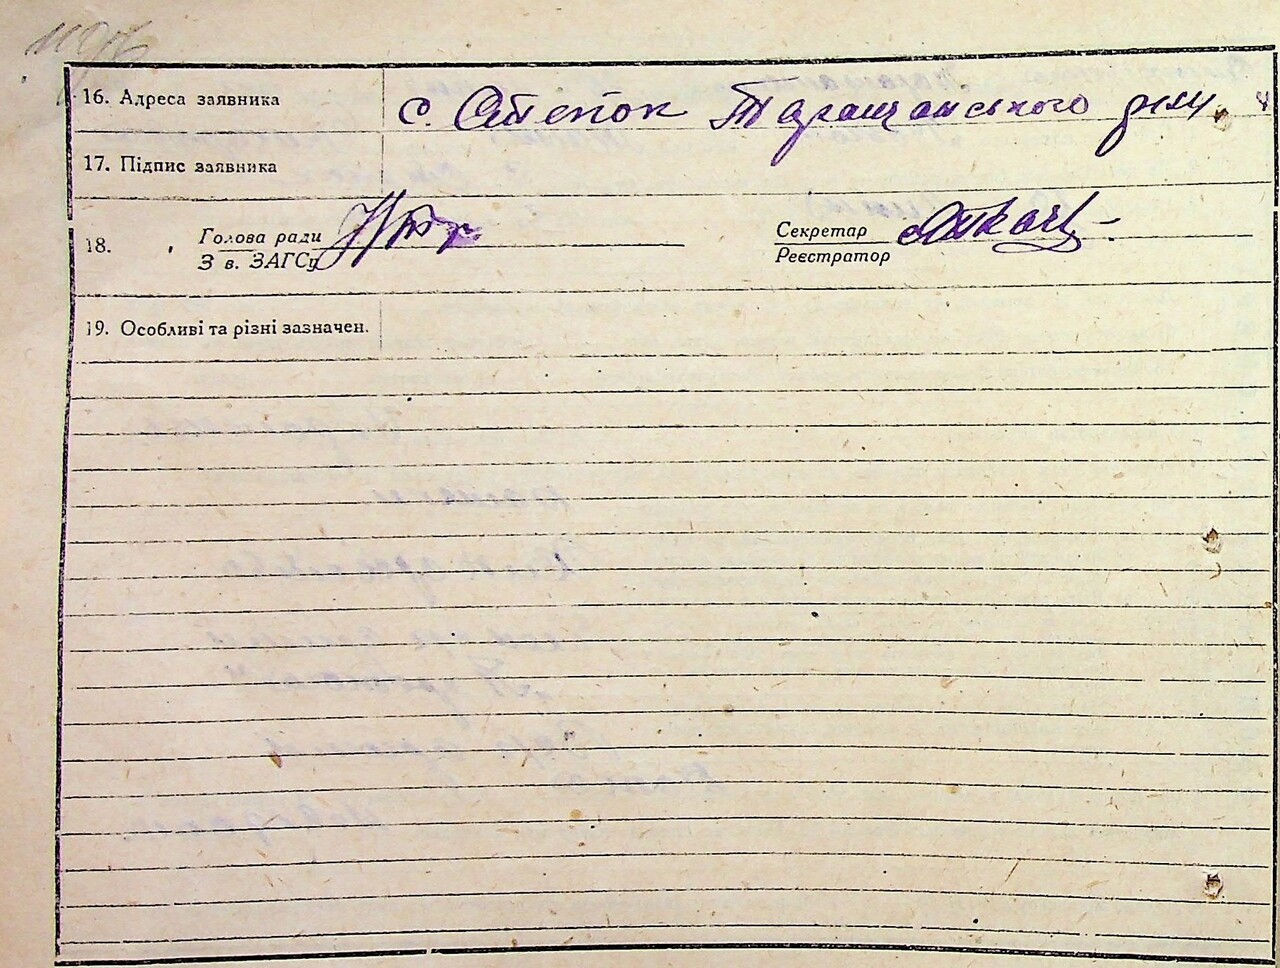 16. Адреса заявника с. Степок Таращанського р-ну
17. Підпис заявника
18. Голова ради Секретар Ткач
З в. ЗАГСу Реєстратор
19. Особливі та різні зазначен.